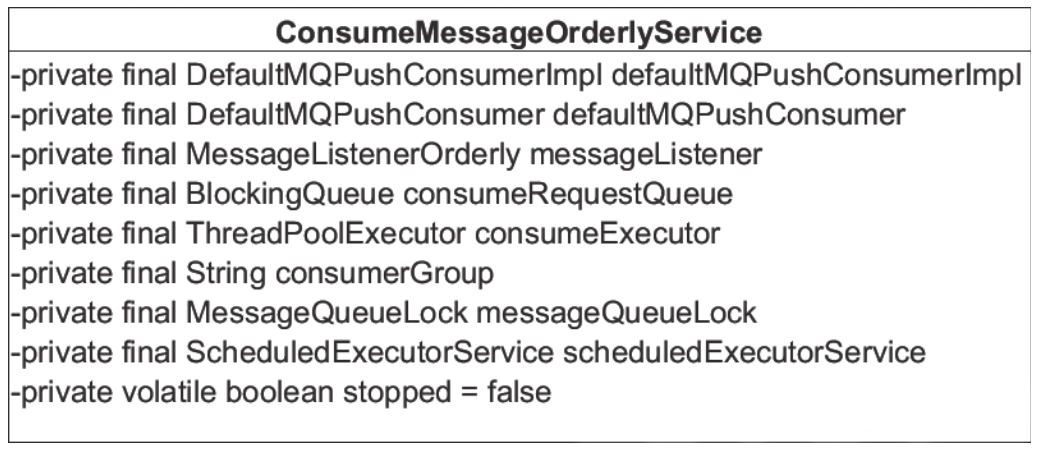 ConsumeMessageOrderlyService
-private final DefaultMQPushConsumerImpl defaultMQPushConsumerImpl
-private final DefaultMQPushConsumer defaultMQPushConsumer
-private final MessageListenerOrderly messageListener
-private final BlockingQueue consumeRequestQueue
-private final ThreadPoolExecutor consumeExecutor
-private final String consumerGroup
-private final MessageQueueLock messageQueueLock
-private final ScheduledExecutorService scheduledExecutorService
-private volatile boolean stopped = false